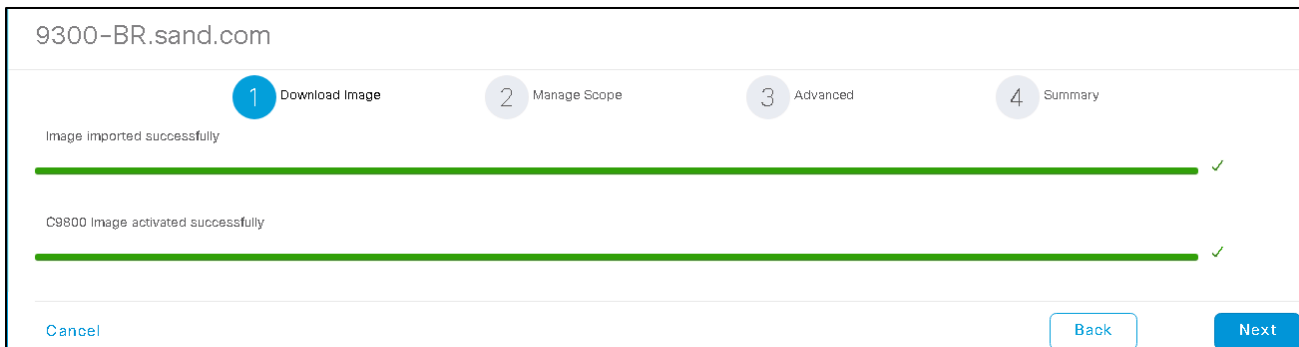 9300-BR.sand.com
1 Download Image 2 Manage Scope 3 Advanced 4 Summary
Image imported successfully
C9800 Image activated successfully
Cancel Back Next